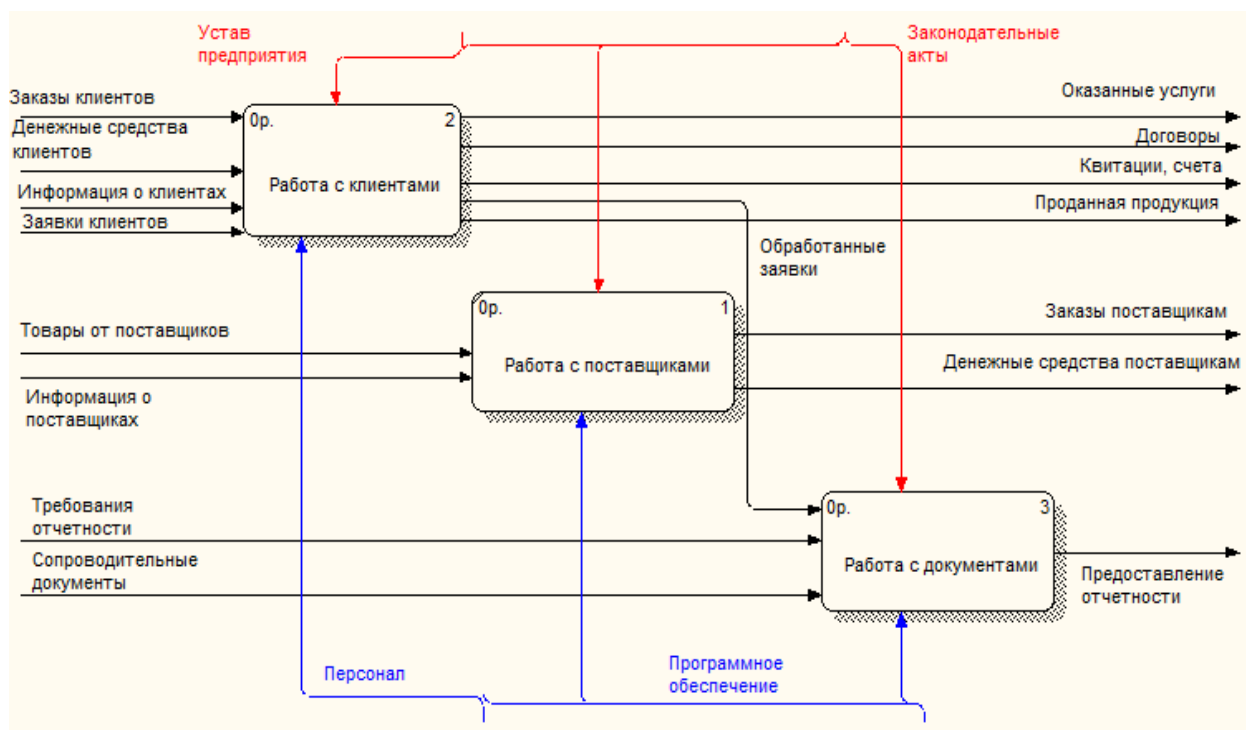 Устав
предприятия
Законодательные
акты
Заказы клиентов
Денежные средства
клиентов
Информация о клиентах
Заявки клиентов
0р.
2
Работа с клиентами
Оказанные услуги
Договоры
Квитации, счета
Проданная продукция
Обработанные
заявки
Товары от поставщиков
Информация о
поставщиках
0р.
1
Работа с поставщиками
Заказы поставщикам
Денежные средства поставщикам
Требования
отчетности
Сопроводительные
документы
0р.
3
Работа с документами
Предоставление
отчетности
Персонал
Программное
обеспечение